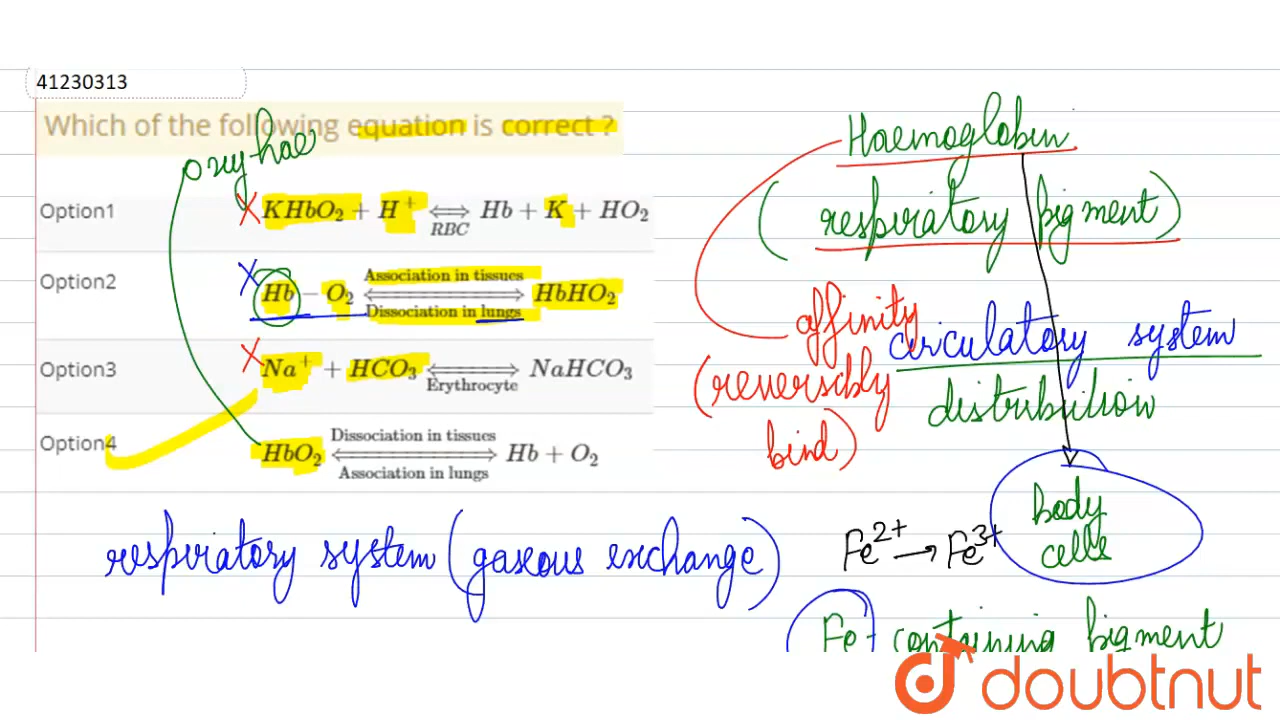 41230313
Which of the following equation is correct ?
oxy-hae
Option1 KHbO₂ + H⁺ ⟺ Hb + K + HO₂
RBC
Association in tissues
Option2 Hb − O₂ ⟺ HbHO₂
Dissociation in lungs
Option3 Na⁺ + HCO₃ ⟺ NaHCO₃
Erythrocyte
Dissociation in tissues
Option4 HbO₂ ⟺ Hb + O₂
Association in lungs
respiratory system (gaseous exchange)
Haemoglobin
(respiratory pigment)
affinity
(reversibly
bind)
circulatory system
distribution
body
cells
Fe²⁺ → Fe³⁺
Fe- containing pigment
doubtnut